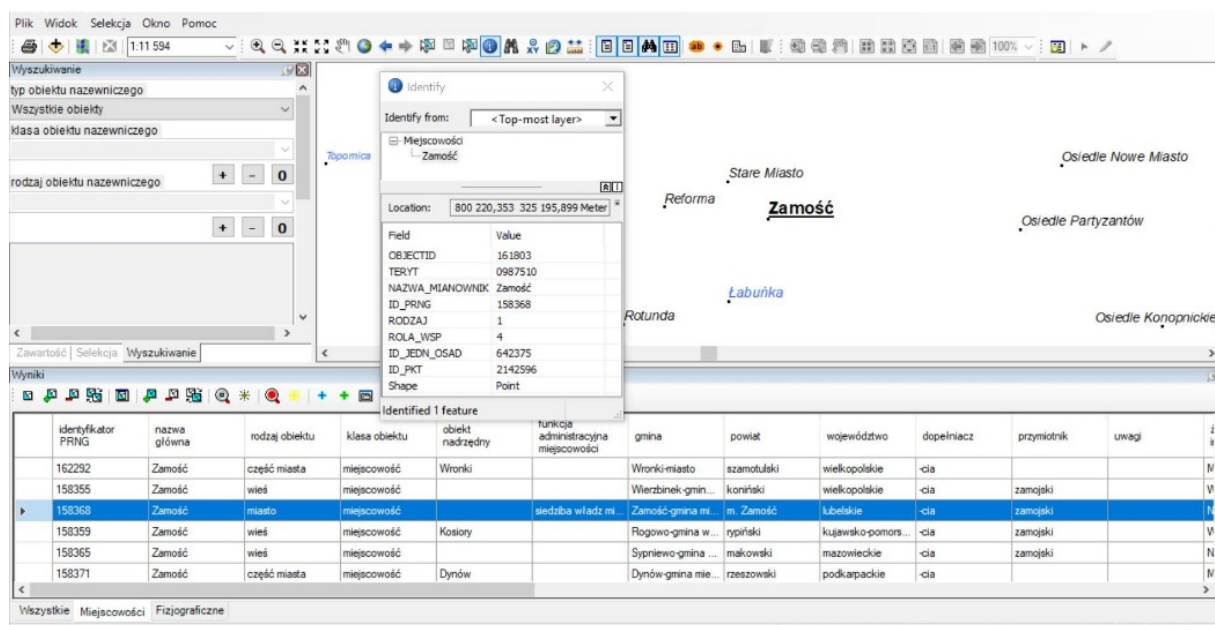 Plik Widok Selekcja Okno Pomoc
1:11 594
100%
Wyszukiwanie
typ obiektu nazewniczego
Wszystkie obiekty
klasa obiektu nazewniczego
+ - 0
rodzaj obiektu nazewniczego
+ - 0
Zawartość Selekcja Wyszukiwanie
Identify
Identify from: <Top-most layer>
Miejscowości
Zamość
Location: 800 220,353 325 195,899 Meter
Field Value
OBJECTID 161803
TERYT 0987510
NAZWA_MIANOWNIK Zamość
ID_PRNG 158368
RODZAJ 1
ROLA_WSP 4
ID_JEDN_OSAD 642375
ID_PKT 2142596
Shape Point
Identified 1 feature
Topornica
Stare Miasto
Osiedle Nowe Miasto
Reforma
Zamość
Osiedle Partyzantów
Łabuńka
Rotunda
Osiedle Konopnickie
Wyniki
identyfikator PRNG nazwa główna rodzaj obiektu klasa obiektu obiekt nadrzędny funkcja administracyjna miejscowości gmina powiat województwo dopełniacz przymiotnik uwagi
162292 Zamość część miasta miejscowość Wronki Wronki-miasto szamotulski wielkopolskie -cia
158355 Zamość wieś miejscowość Wierzbinek-gmin... koniński wielkopolskie -cia zamojski
158368 Zamość miasto miejscowość siedziba władz mi... Zamość-gmina mi... m. Zamość lubelskie -cia zamojski
158359 Zamość wieś miejscowość Kosiory Rogowo-gmina w... rypiński kujawsko-pomors... -cia zamojski
158365 Zamość wieś miejscowość Sypniewo-gmina ... makowski mazowieckie -cia zamojski
158371 Zamość część miasta miejscowość Dynów Dynów-gmina mie... rzeszowski podkarpackie -cia
Wszystkie Miejscowości Fizjograficzne